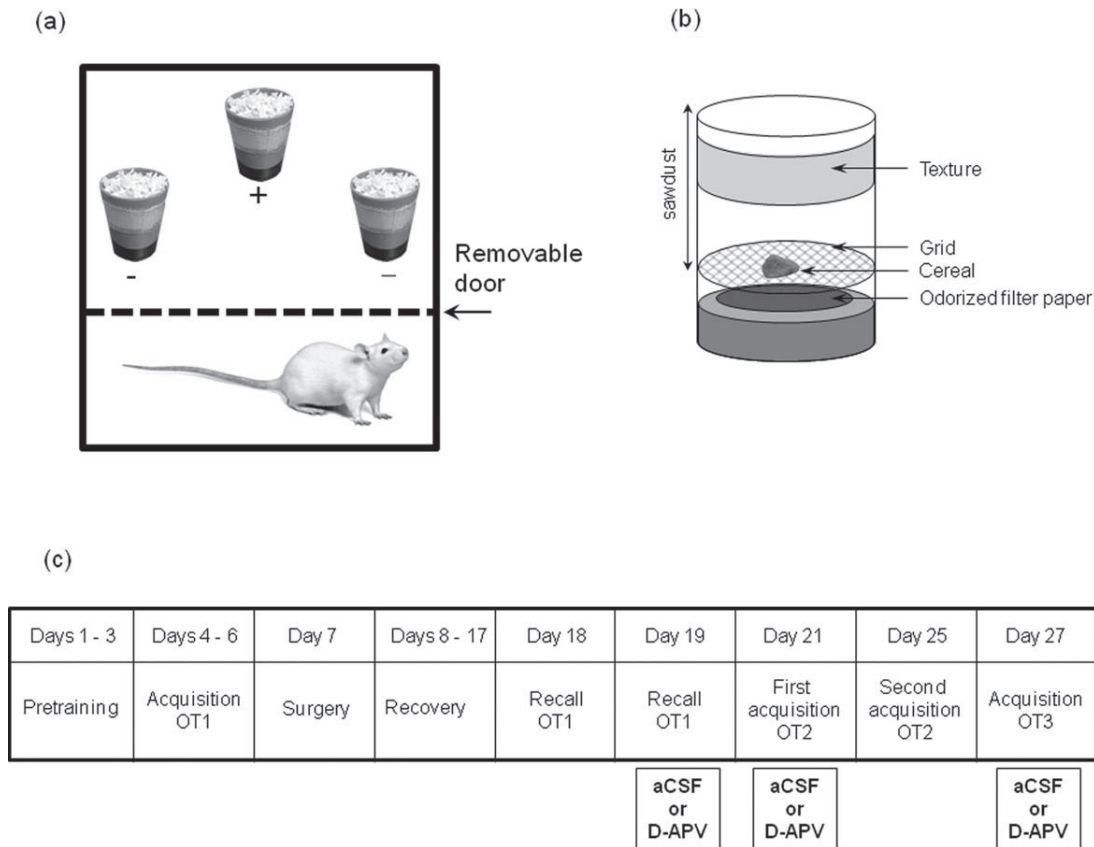 (a)
+
-
–
Removable
door
(b)
sawdust
Texture
Grid
Cereal
Odorized filter paper
(c)
Days 1 - 3
Days 4 - 6
Day 7
Days 8 - 17
Day 18
Day 19
Day 21
Day 25
Day 27
Pretraining
Acquisition
OT1
Surgery
Recovery
Recall
OT1
Recall
OT1
First
acquisition
OT2
Second
acquisition
OT2
Acquisition
OT3
aCSF
or
D-APV
aCSF
or
D-APV
aCSF
or
D-APV